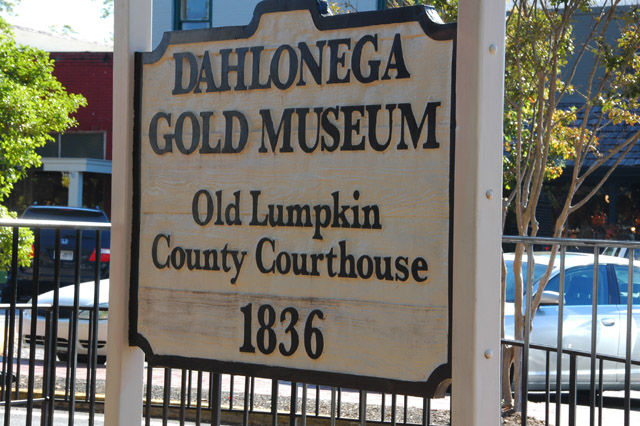 DAHLONEGA
GOLD MUSEUM
Old Lumpkin
County Courthouse
1836